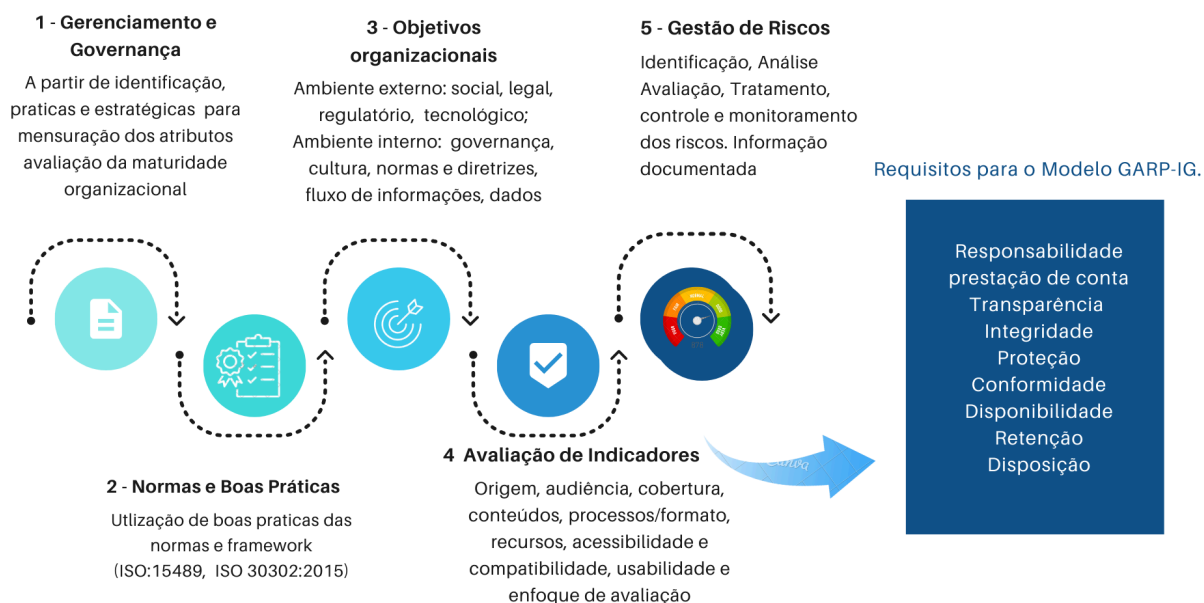 1 - Gerenciamento e
Governança
A partir de identificação,
praticas e estratégicas para
mensuração dos atributos
avaliação da maturidade
organizacional
3 - Objetivos
organizacionais
Ambiente externo: social, legal,
regulatório, tecnológico;
Ambiente interno: governança,
cultura, normas e diretrizes,
fluxo de informações, dados
5 - Gestão de Riscos
Identificação, Análise
Avaliação, Tratamento,
controle e monitoramento
dos riscos. Informação
documentada
Requisitos para o Modelo GARP-IG.
Responsabilidade
prestação de conta
Transparência
Integridade
Proteção
Conformidade
Disponibilidade
Retenção
Disposição
2 - Normas e Boas Práticas
Utlização de boas praticas das
normas e framework
(ISO:15489, ISO 30302:2015)
4 Avaliação de Indicadores
Origem, audiência, cobertura,
conteúdos, processos/formato,
recursos, acessibilidade e
compatibilidade, usabilidade e
enfoque de avaliação
Canva